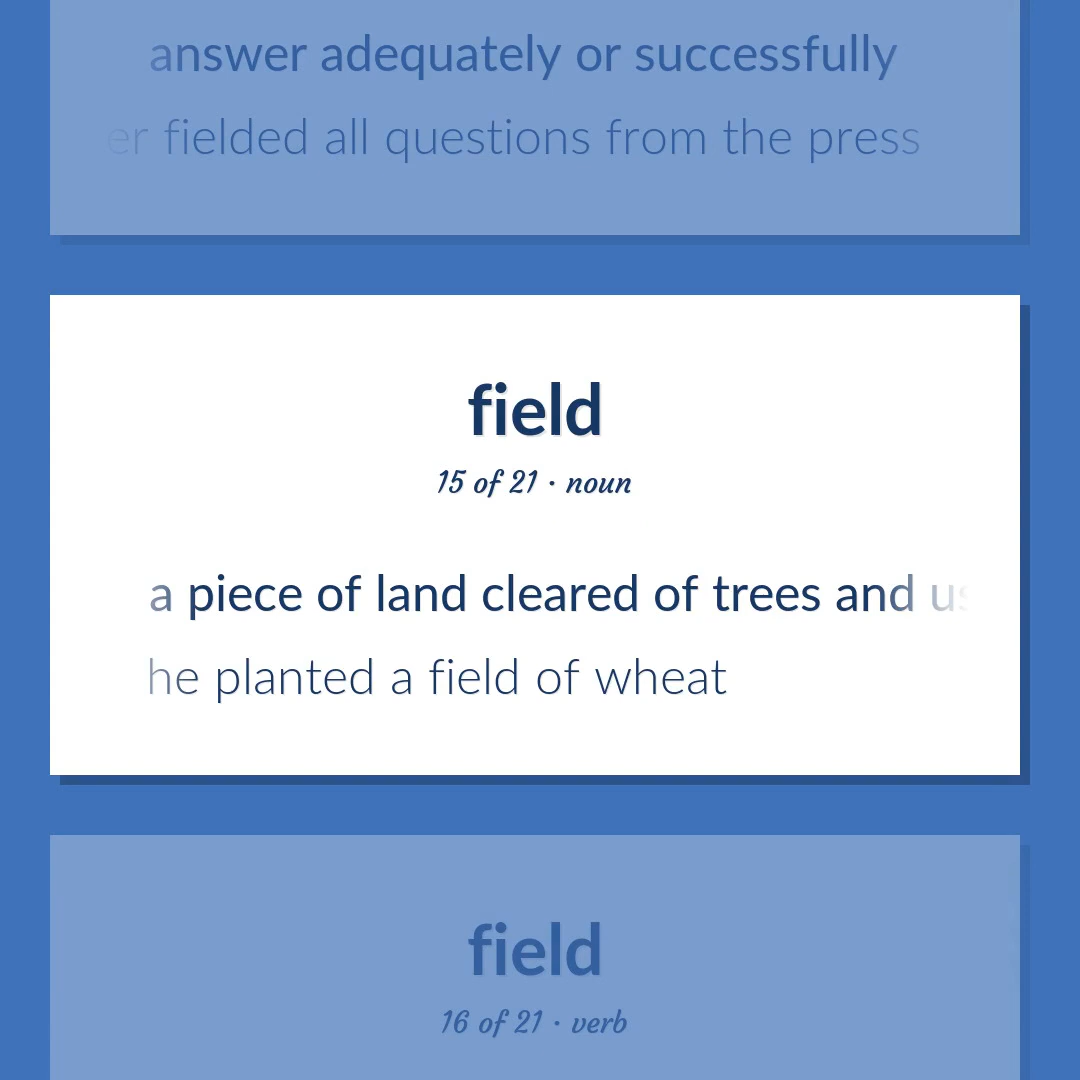 answer adequately or successfully
fielded all questions from the press
field
15 of 21 · noun
a piece of land cleared of trees and
he planted a field of wheat
field
16 of 21 · verb